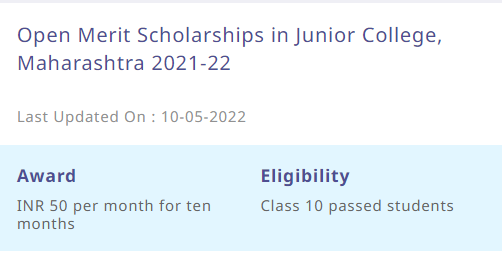 Open Merit Scholarships in Junior College,
Maharashtra 2021-22
Last Updated On : 10-05-2022
Award
INR 50 per month for ten
months
Eligibility
Class 10 passed students